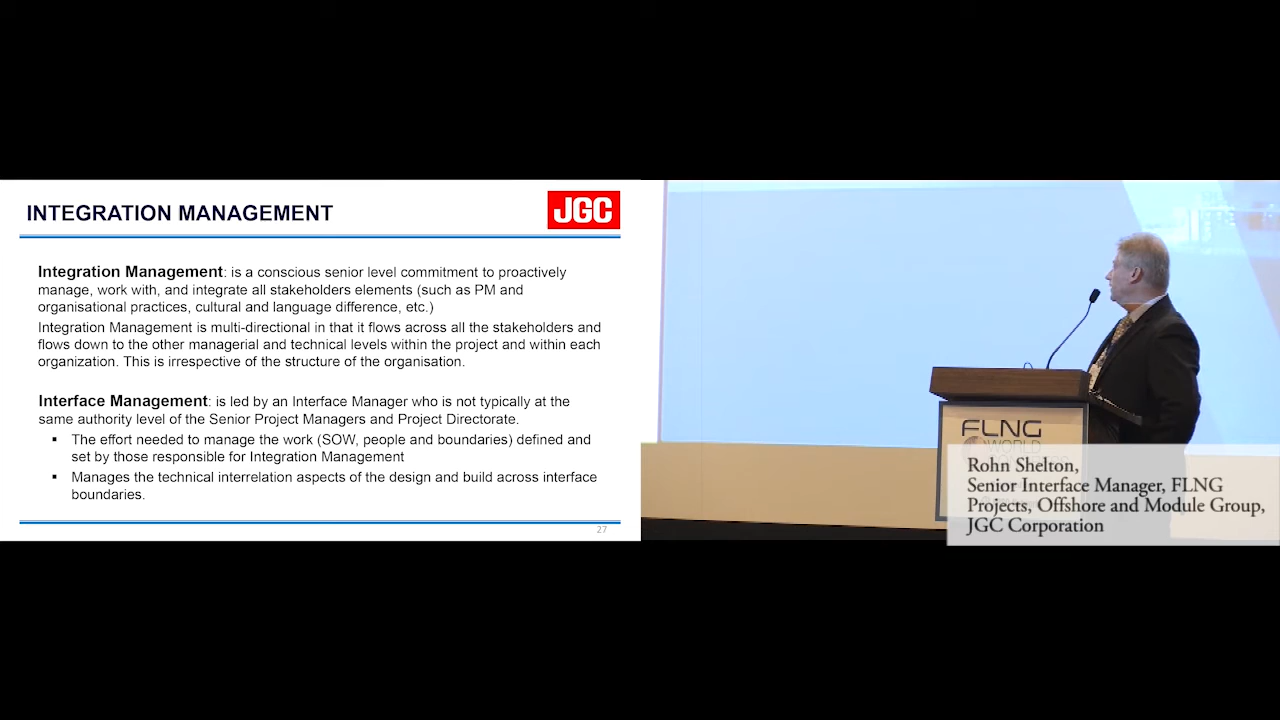 INTEGRATION MANAGEMENT
JGC
Integration Management: is a conscious senior level commitment to proactively
manage, work with, and integrate all stakeholders elements (such as PM and
organisational practices, cultural and language difference, etc.)
Integration Management is multi-directional in that it flows across all the stakeholders and
flows down to the other managerial and technical levels within the project and within each
organization. This is irrespective of the structure of the organisation.
Interface Management: is led by an Interface Manager who is not typically at the
same authority level of the Senior Project Managers and Project Directorate.
▪ The effort needed to manage the work (SOW, people and boundaries) defined and
set by those responsible for Integration Management
▪ Manages the technical interrelation aspects of the design and build across interface
boundaries.
27
FLNG
WORLD
Rohn Shelton,
Senior Interface Manager, FLNG
Projects, Offshore and Module Group,
JGC Corporation